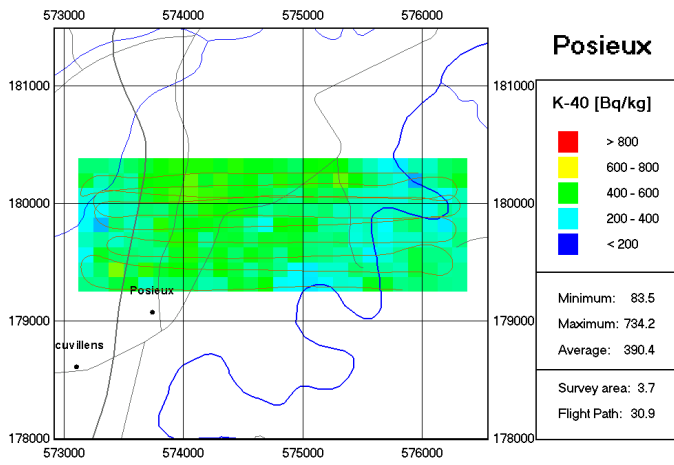 573000 574000 575000 576000
Posieux
181000 181000
K-40 [Bq/kg]
> 800
600 - 800
400 - 600
200 - 400
< 200
180000 180000
Minimum: 83.5
Maximum: 734.2
Average: 390.4
Posieux
179000 179000
cuvillens
Survey area: 3.7
Flight Path: 30.9
178000 178000
573000 574000 575000 576000